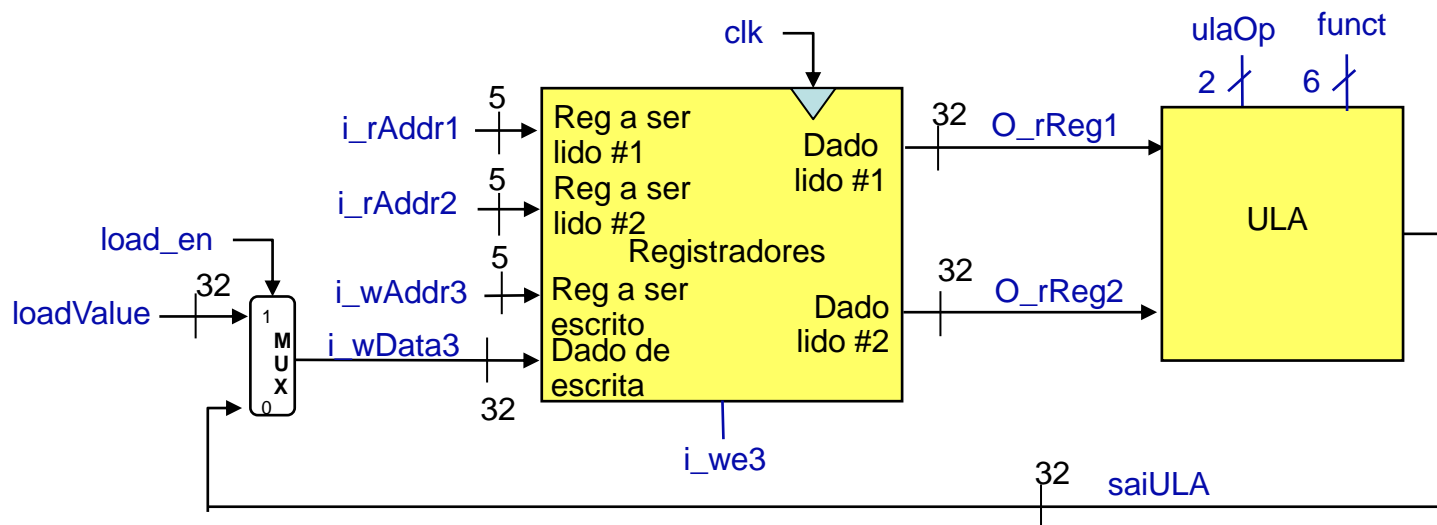 clk
ulaOp
funct
2
6
5
i_rAddr1
Reg a ser
lido #1
Dado
lido #1
32
O_rReg1
5
i_rAddr2
Reg a ser
lido #2
ULA
load_en
Registradores
5
i_wAddr3
Reg a ser
escrito
32
O_rReg2
Dado
lido #2
32
loadValue
1
M
U
X
0
i_wData3
32
Dado de
escrita
i_we3
32
saiULA